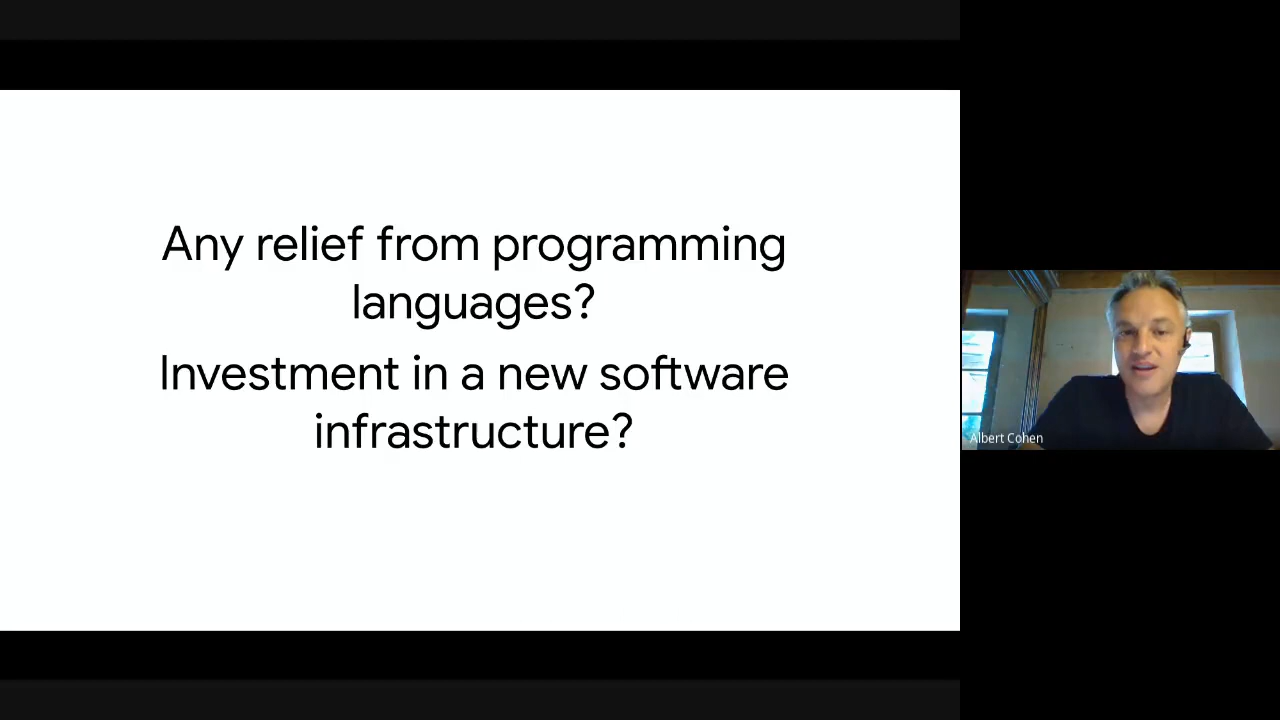 Any relief from programming
languages?
Investment in a new software
infrastructure?
Albert Cohen